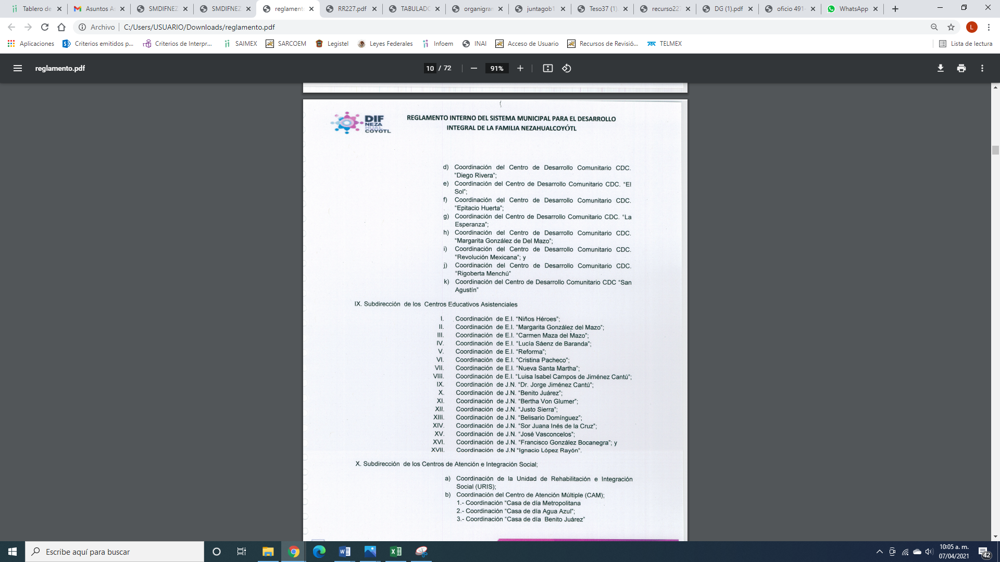 Tablero de
Asuntos As
SMDIFNEZ
SMDIFNEZ
reglament
RR227.pdf
TABULADO
organigran
juntagob1
Teso37 (1)
recurso227
DG (1).pdf
oficio 491-
WhatsApp
Archivo
C:/Users/USUARIO/Downloads/reglamento.pdf
L
Aplicaciones
Criterios emitidos p...
Criterios de Interpr...
SAIMEX
SARCOEM
Legistel
Leyes Federales
Infoem
INAI
Acceso de Usuario
Recursos de Revisió...
TELMEX
Lista de lectura
reglamento.pdf
10 / 72
91%
DIF
NEZA
HUAL
COYOTL
REGLAMENTO INTERNO DEL SISTEMA MUNICIPAL PARA EL DESARROLLO
INTEGRAL DE LA FAMILIA NEZAHUALCOYÓTL
d) Coordinación del Centro de Desarrollo Comunitario CDC.
"Diego Rivera";
e) Coordinación del Centro de Desarrollo Comunitario CDC. "El
Sol";
f) Coordinación del Centro de Desarrollo Comunitario CDC.
"Epitacio Huerta";
g) Coordinación del Centro de Desarrollo Comunitario CDC. "La
Esperanza";
h) Coordinación del Centro de Desarrollo Comunitario CDC.
"Margarita González de Del Mazo";
i) Coordinación del Centro de Desarrollo Comunitario CDC.
"Revolución Mexicana"; y
j) Coordinación del Centro de Desarrollo Comunitario CDC.
"Rigoberta Menchú"
k) Coordinación del Centro de Desarrollo Comunitario CDC "San
Agustín"
IX. Subdirección de los Centros Educativos Asistenciales
I. Coordinación de E.I. "Niños Héroes";
II. Coordinación de E.I. "Margarita González del Mazo";
III. Coordinación de E.I. "Carmen Maza del Mazo";
IV. Coordinación de E.I. "Lucía Sáenz de Baranda";
V. Coordinación de E.I. "Reforma";
VI. Coordinación de E.I. "Cristina Pacheco";
VII. Coordinación de E.I. "Nueva Santa Martha";
VIII. Coordinación de E.I. "Luisa Isabel Campos de Jiménez Cantú";
IX. Coordinación de J.N. "Dr. Jorge Jiménez Cantú";
X. Coordinación de J.N. "Benito Juárez";
XI. Coordinación de J.N. "Bertha Von Glumer";
XII. Coordinación de J.N. "Justo Sierra";
XIII. Coordinación de J.N. "Belisario Domínguez";
XIV. Coordinación de J.N. "Sor Juana Inés de la Cruz";
XV. Coordinación de J.N. "José Vasconcelos";
XVI. Coordinación de J.N. "Francisco González Bocanegra"; y
XVII. Coordinación de J.N "Ignacio López Rayón".
X. Subdirección de los Centros de Atención e Integración Social;
a) Coordinación de la Unidad de Rehabilitación e Integración
Social (URIS);
b) Coordinación del Centro de Atención Múltiple (CAM);
1.- Coordinación "Casa de día Metropolitana
2.- Coordinación "Casa de día Agua Azul";
3.- Coordinación "Casa de día Benito Juárez"
Escribe aquí para buscar
10:05 a. m.
07/04/2021
42